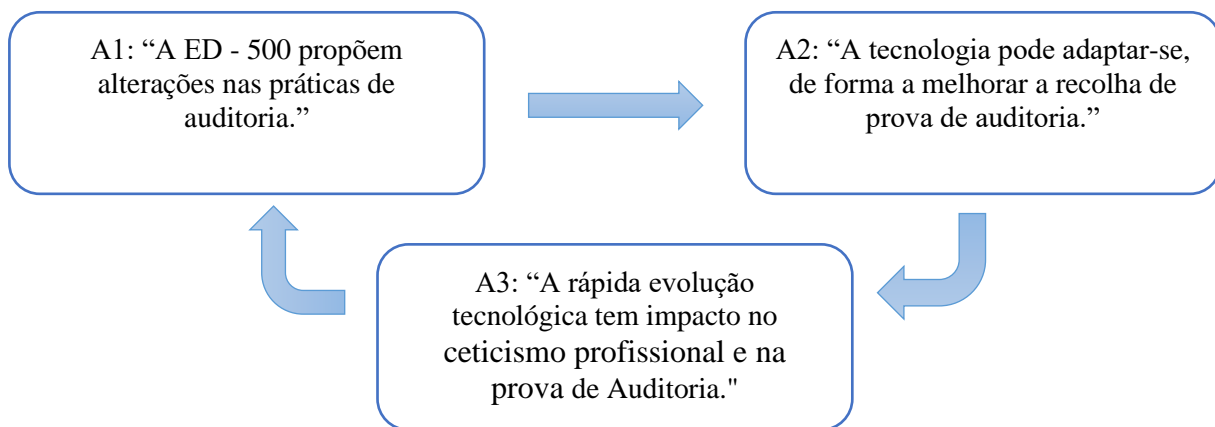 A1: “A ED - 500 propõem
alterações nas práticas de
auditoria.”
A2: “A tecnologia pode adaptar-se,
de forma a melhorar a recolha de
prova de auditoria.”
A3: “A rápida evolução
tecnológica tem impacto no
ceticismo profissional e na
prova de Auditoria."